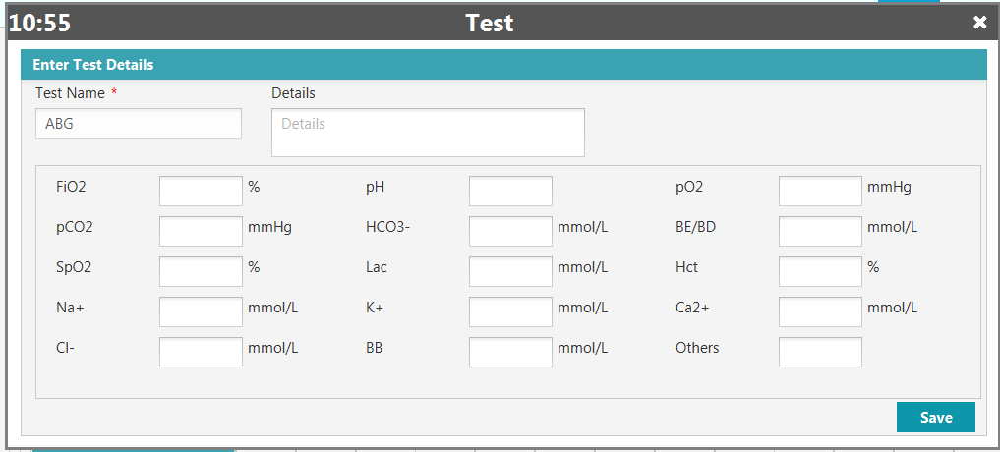 10:55 Test ×
Enter Test Details
Test Name * Details
ABG Details
FiO2 % pH pO2 mmHg
pCO2 mmHg HCO3- mmol/L BE/BD mmol/L
SpO2 % Lac mmol/L Hct %
Na+ mmol/L K+ mmol/L Ca2+ mmol/L
Cl- mmol/L BB mmol/L Others
Save